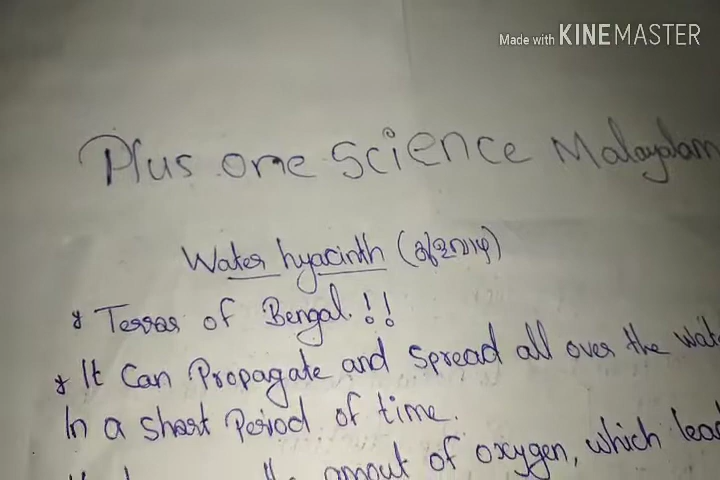 Made with KINEMASTER
Plus one Science Malayalam
Water hyacinth
* Terror of Bengal!!
* It Can Propagate and Spread all over the
In a short Period of time.
the amout of oxygen, which